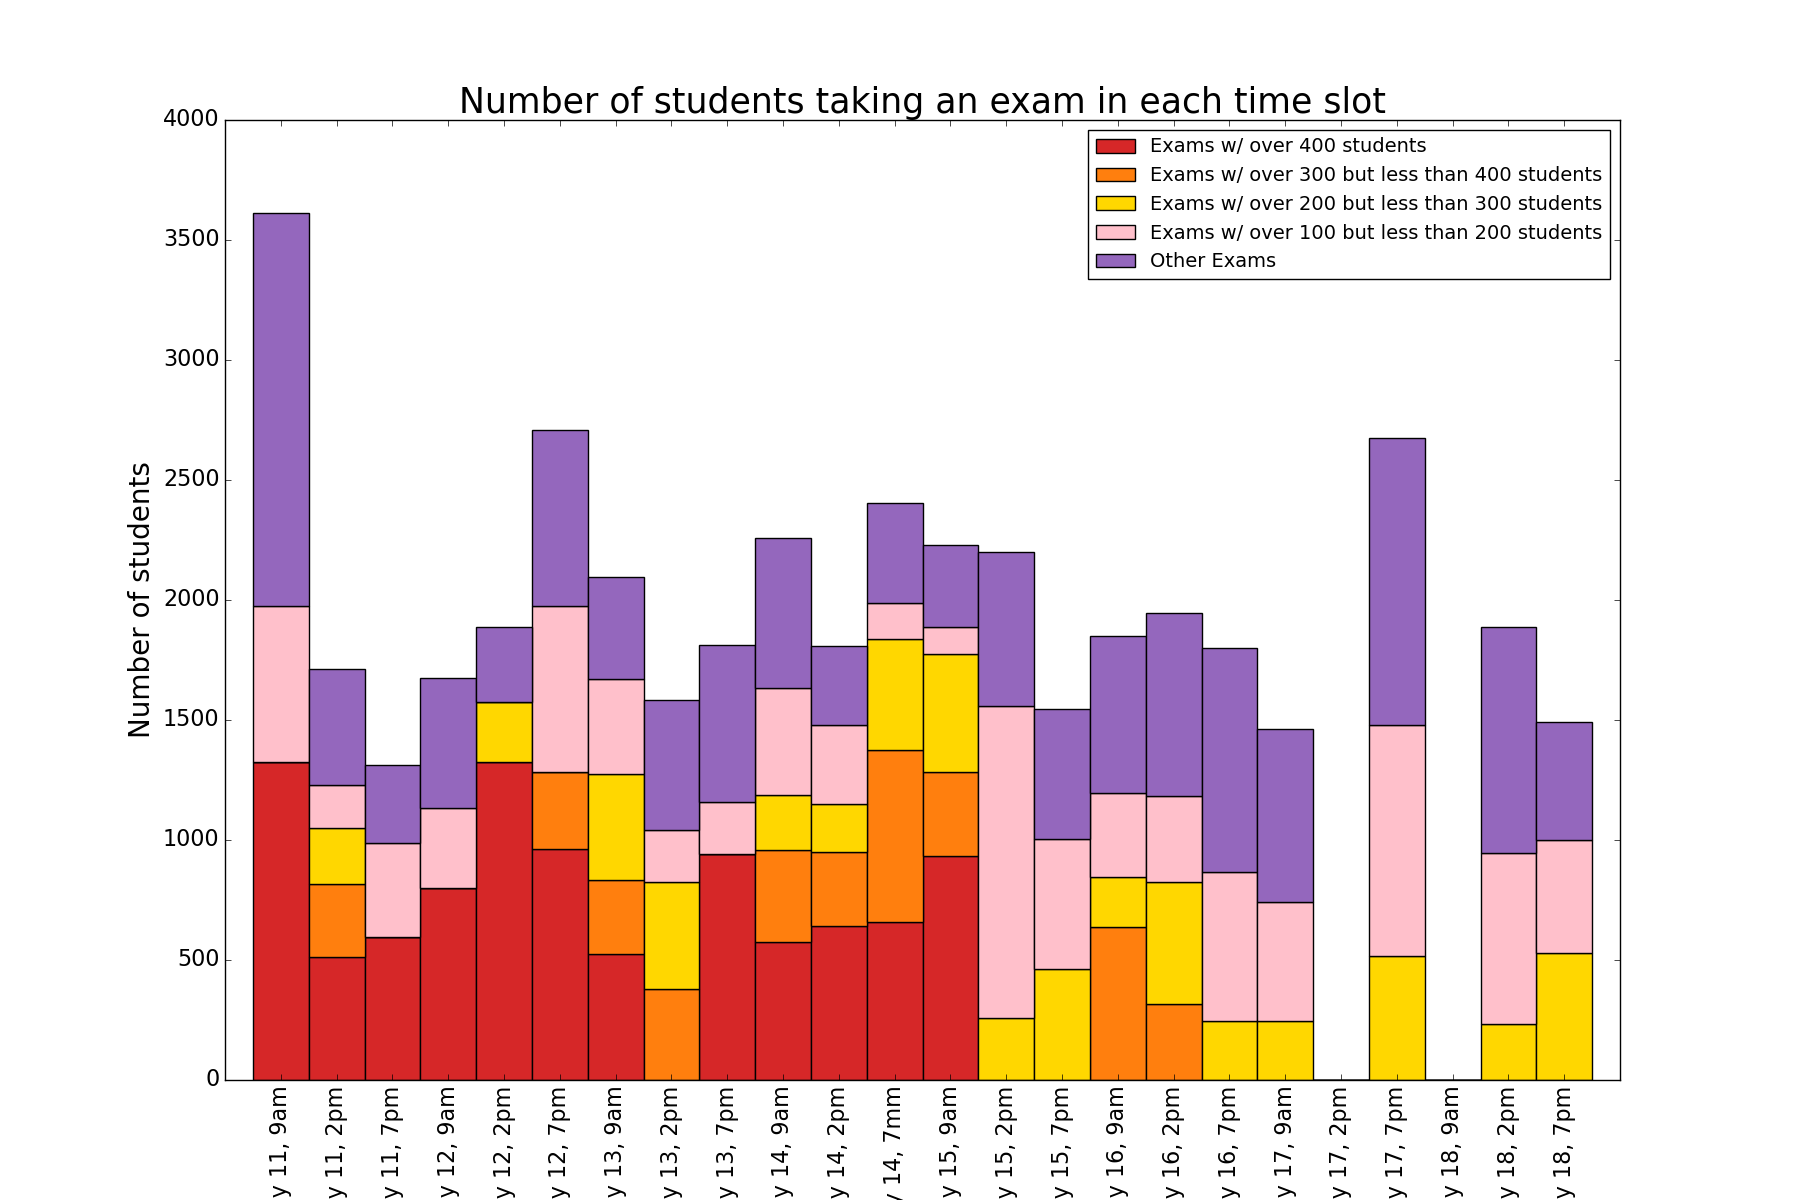 Number of students taking an exam in each time slot
Exams w/ over 400 students
Exams w/ over 300 but less than 400 students
Exams w/ over 200 but less than 300 students
Exams w/ over 100 but less than 200 students
Other Exams
Number of students
4000
3500
3000
2500
2000
1500
1000
500
0
y 11, 9am
y 11, 2pm
y 11, 7pm
y 12, 9am
y 12, 2pm
y 12, 7pm
y 13, 9am
y 13, 2pm
y 13, 7pm
y 14, 9am
y 14, 2pm
y 14, 7mm
y 15, 9am
y 15, 2pm
y 15, 7pm
y 16, 9am
y 16, 2pm
y 16, 7pm
y 17, 9am
y 17, 2pm
y 17, 7pm
y 18, 9am
y 18, 2pm
y 18, 7pm